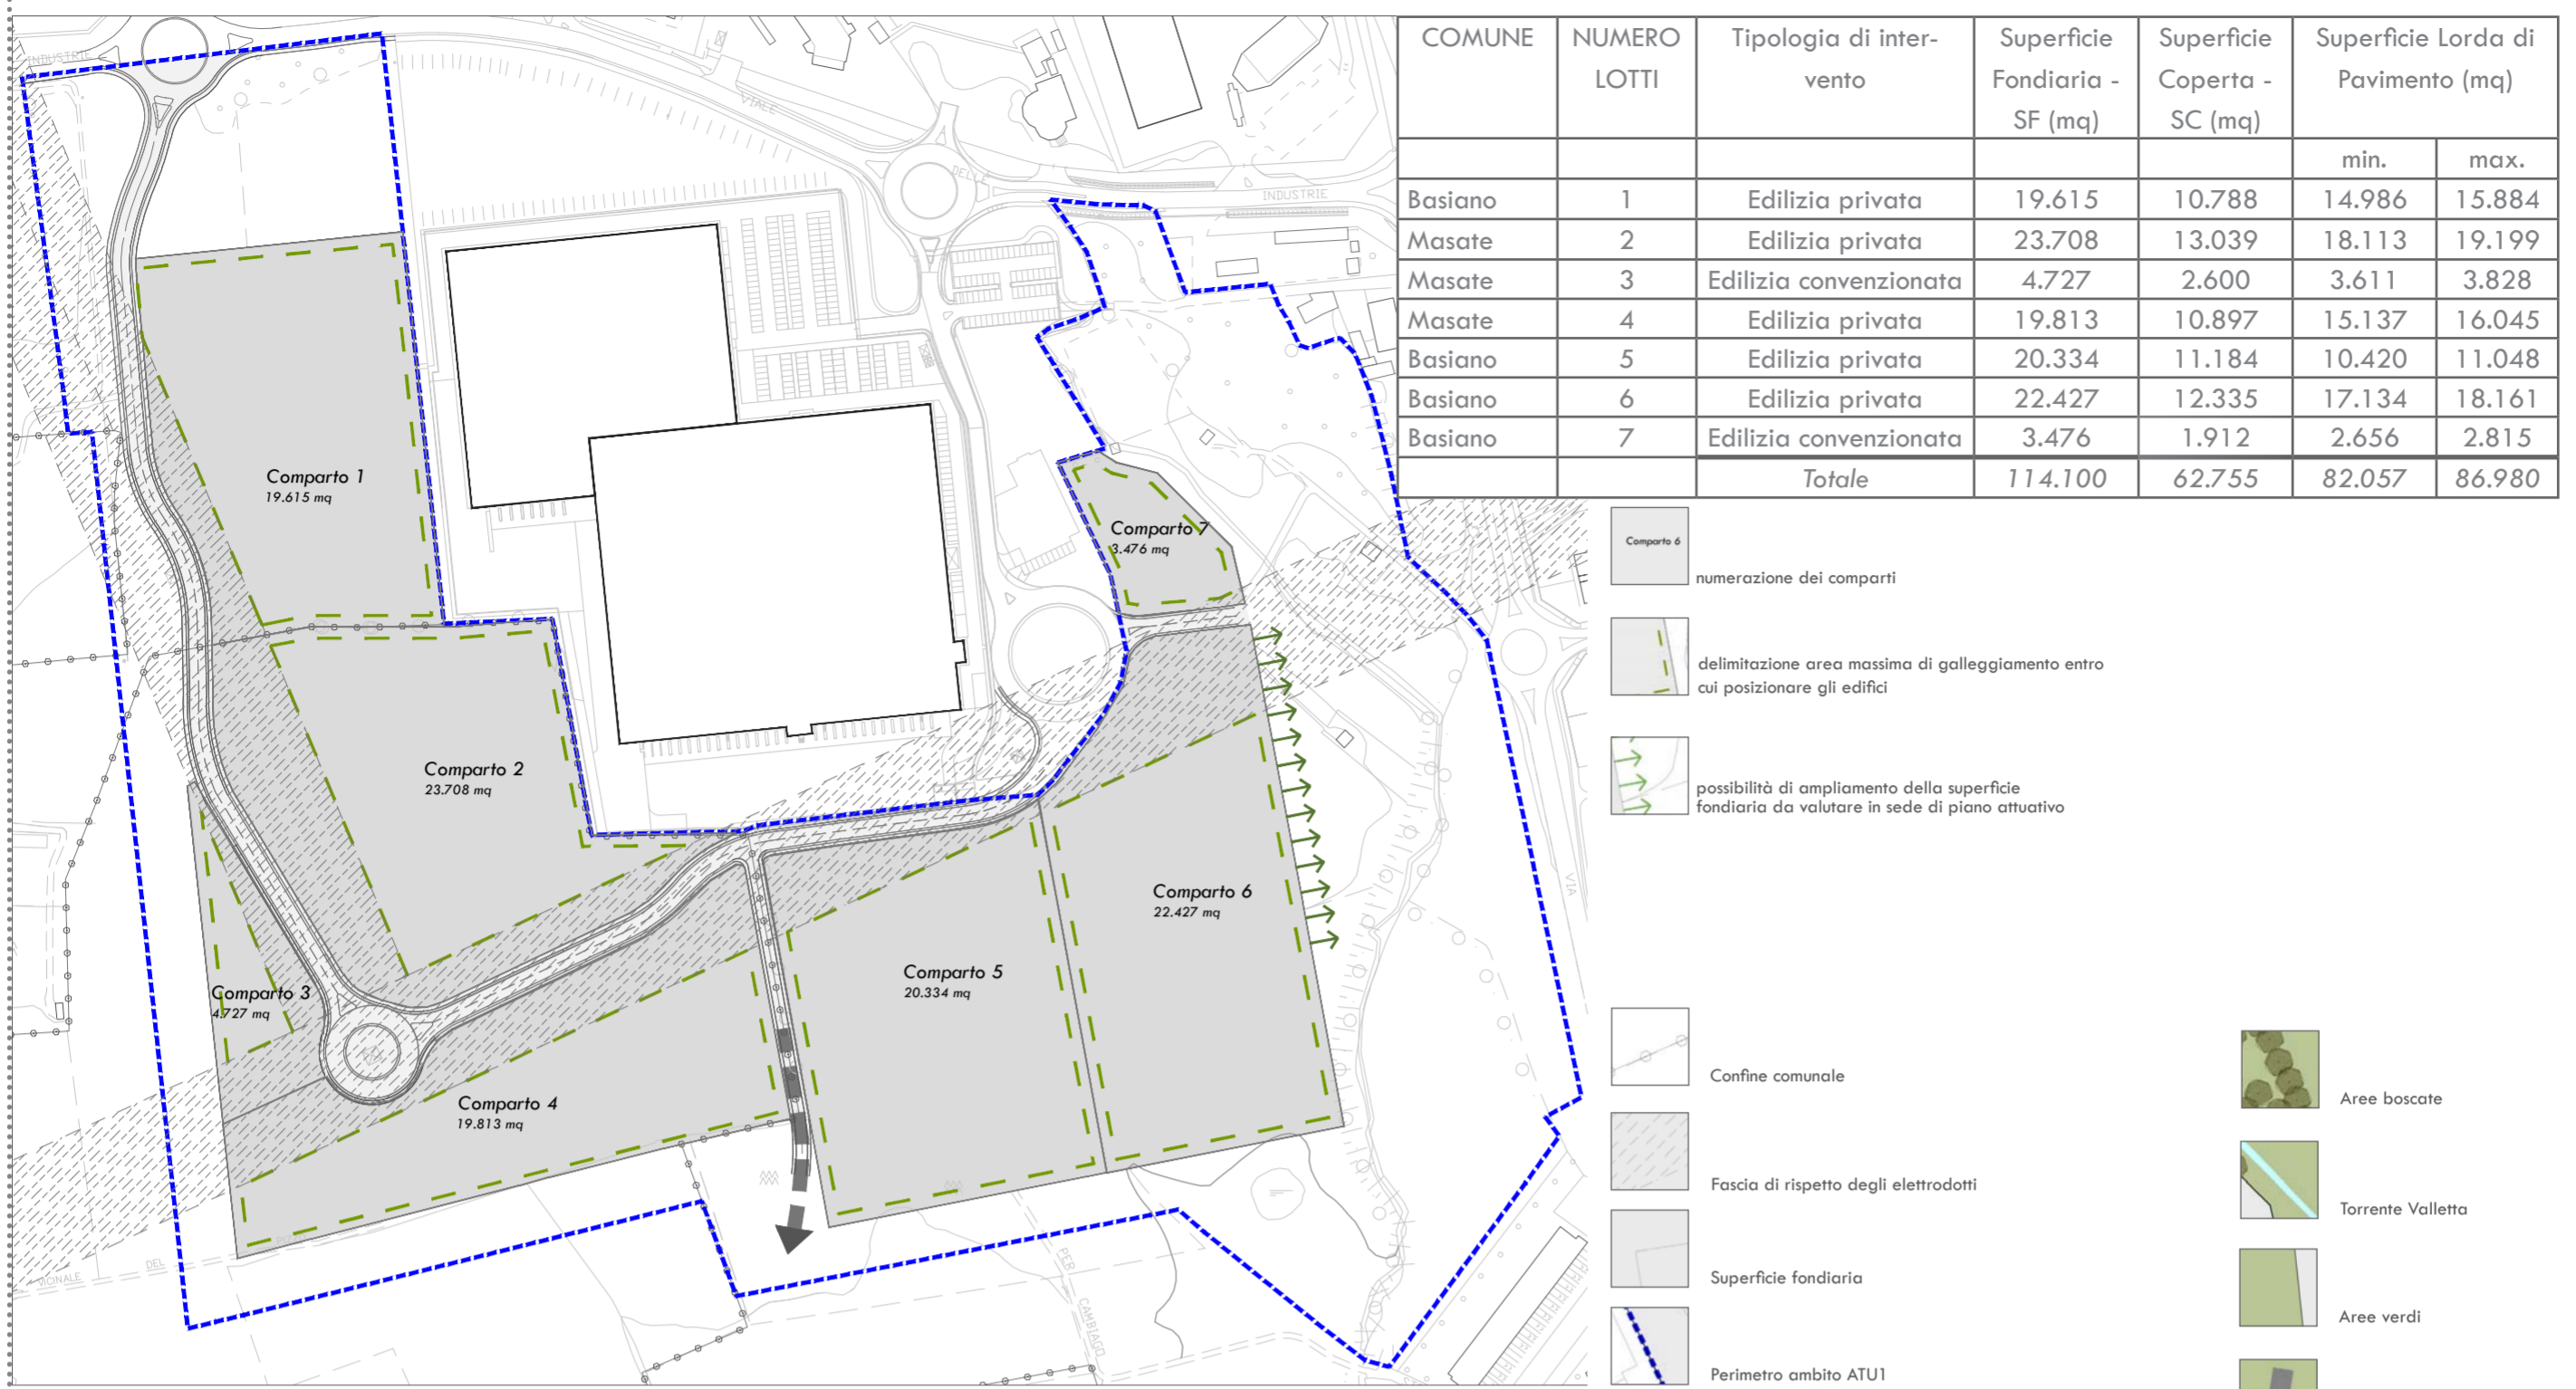 INDUSTRIE
VIALE
DELLE
INDUSTRIE
Comparto 1
19.615 mq
Comparto 7
3.476 mq
Comparto 2
23.708 mq
Comparto 6
22.427 mq
Comparto 5
20.334 mq
Comparto 3
4.727 mq
Comparto 4
19.813 mq
VICINALE
DEL
PER
CAMBIAGO
VIA
COMUNE NUMERO Tipologia di inter- Superficie Superficie Superficie Lorda di
LOTTI vento Fondiaria - Coperta - Pavimento (mq)
SF (mq) SC (mq)
min. max.
Basiano 1 Edilizia privata 19.615 10.788 14.986 15.884
Masate 2 Edilizia privata 23.708 13.039 18.113 19.199
Masate 3 Edilizia convenzionata 4.727 2.600 3.611 3.828
Masate 4 Edilizia privata 19.813 10.897 15.137 16.045
Basiano 5 Edilizia privata 20.334 11.184 10.420 11.048
Basiano 6 Edilizia privata 22.427 12.335 17.134 18.161
Basiano 7 Edilizia convenzionata 3.476 1.912 2.656 2.815
Totale 114.100 62.755 82.057 86.980
Comparto 6
numerazione dei comparti
delimitazione area massima di galleggiamento entro
cui posizionare gli edifici
possibilità di ampliamento della superficie
fondiaria da valutare in sede di piano attuativo
Confine comunale
Fascia di rispetto degli elettrodotti
Superficie fondiaria
Perimetro ambito ATU1
Aree boscate
Torrente Valletta
Aree verdi